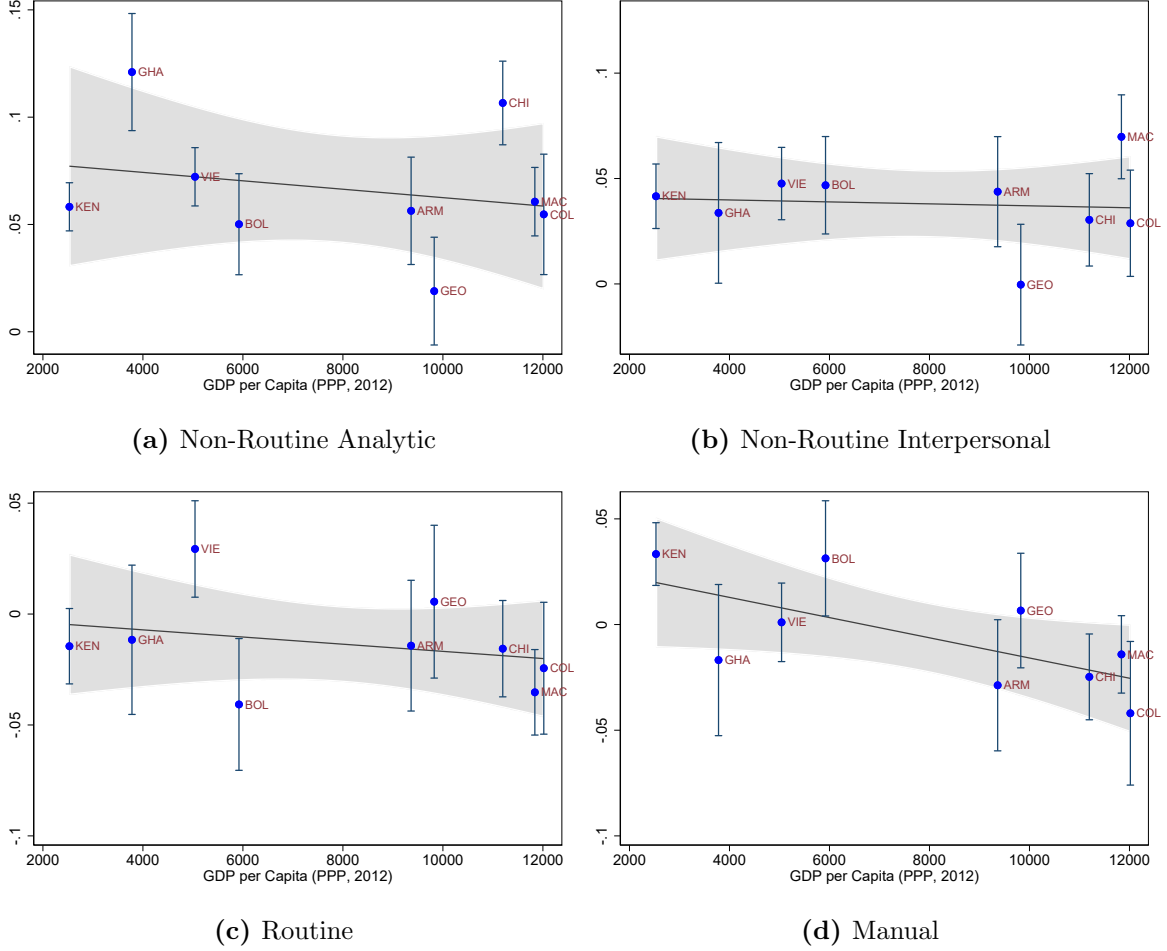 .15
.1
.05
0
GHA
CHI
VIE
KEN
BOL
ARM
MAC
COL
GEO
2000 4000 6000 8000 10000 12000
GDP per Capita (PPP, 2012)
(a) Non-Routine Analytic
.1
.05
0
MAC
KEN
VIE
BOL
ARM
GHA
CHI
COL
GEO
2000 4000 6000 8000 10000 12000
GDP per Capita (PPP, 2012)
(b) Non-Routine Interpersonal
.05
0
-.05
-.1
VIE
GEO
KEN
GHA
ARM
CHI
COL
MAC
BOL
2000 4000 6000 8000 10000 12000
GDP per Capita (PPP, 2012)
(c) Routine
.05
0
-.05
-.1
KEN
BOL
VIE
GEO
GHA
MAC
CHI
ARM
COL
2000 4000 6000 8000 10000 12000
GDP per Capita (PPP, 2012)
(d) Manual